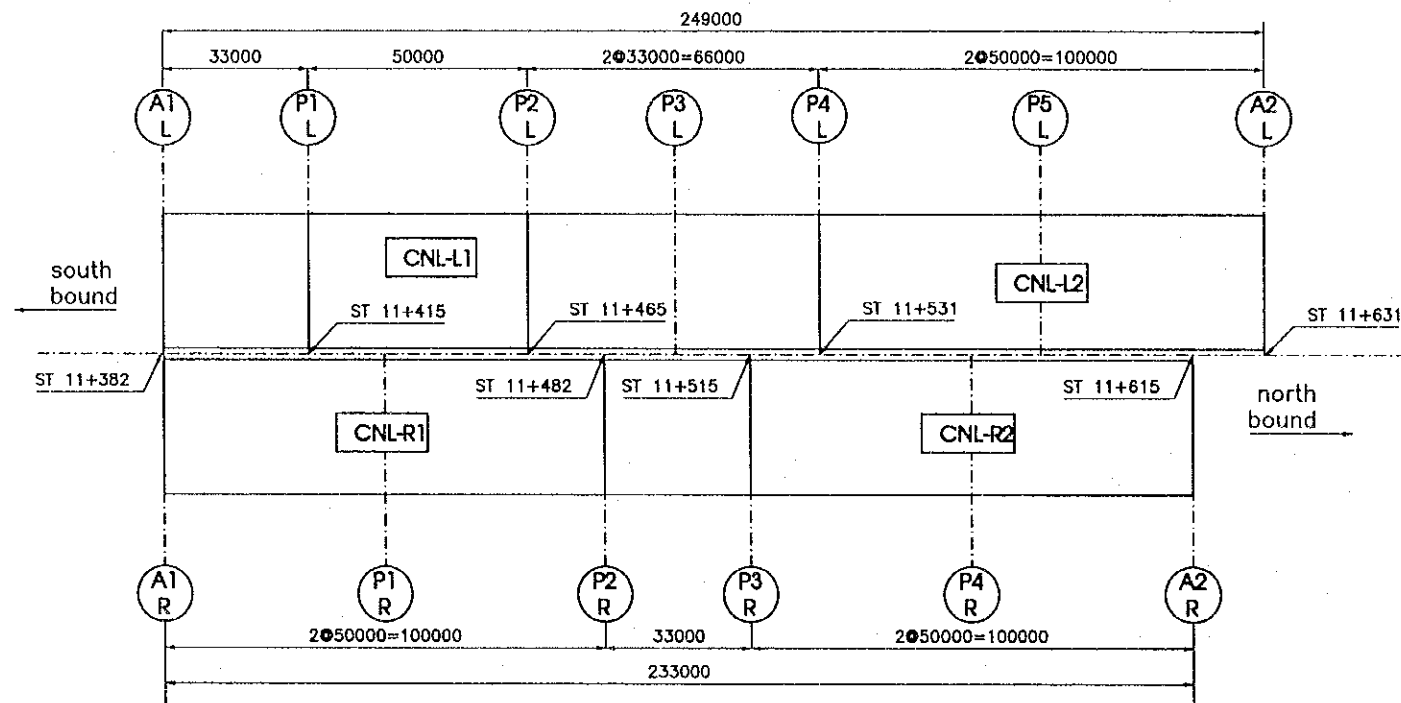 249000
33000
50000
2@33000=66000
2@50000=100000
A1
L
P1
L
P2
L
P3
L
P4
L
P5
L
A2
L
CNL-L1
CNL-L2
south
bound
ST 11+415
ST 11+465
ST 11+531
ST 11+631
ST 11+382
ST 11+482
ST 11+515
ST 11+615
north
bound
CNL-R1
CNL-R2
A1
R
P1
R
P2
R
P3
R
P4
R
A2
R
2@50000=100000
33000
2@50000=100000
233000